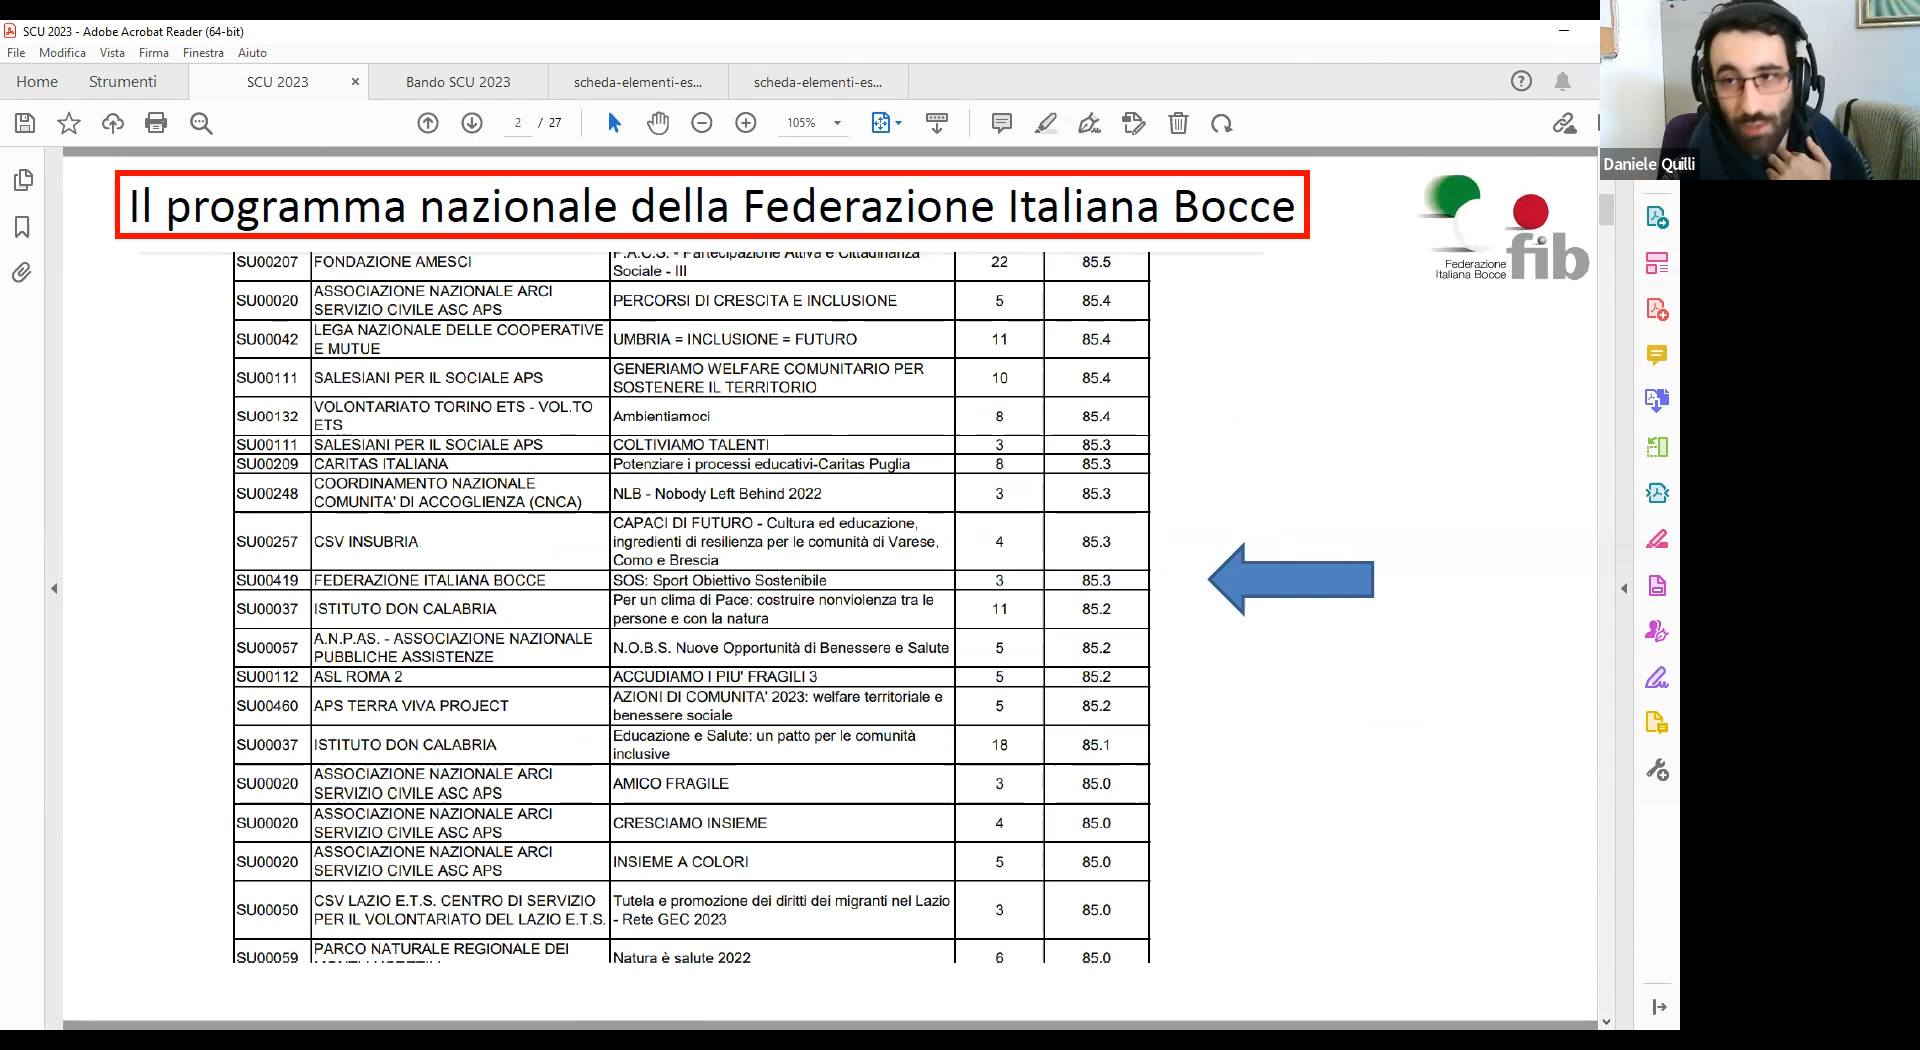 SCU 2023 - Adobe Acrobat Reader (64-bit)
File Modifica Vista Firma Finestra Aiuto
Home Strumenti SCU 2023 × Bando SCU 2023 scheda-elementi-es... scheda-elementi-es...
2 / 27 105%
Daniele Quilli
Il programma nazionale della Federazione Italiana Bocce
Federazione
Italiana Bocce
fib
P.A.C.S. - Partecipazione Attiva e Cittadinanza
SU00207 FONDAZIONE AMESCI Sociale - III 22 85.5
ASSOCIAZIONE NAZIONALE ARCI
SU00020 SERVIZIO CIVILE ASC APS PERCORSI DI CRESCITA E INCLUSIONE 5 85.4
LEGA NAZIONALE DELLE COOPERATIVE
SU00042 E MUTUE UMBRIA = INCLUSIONE = FUTURO 11 85.4
GENERIAMO WELFARE COMUNITARIO PER
SU00111 SALESIANI PER IL SOCIALE APS SOSTENERE IL TERRITORIO 10 85.4
VOLONTARIATO TORINO ETS - VOL.TO
SU00132 ETS Ambientiamoci 8 85.4
SU00111 SALESIANI PER IL SOCIALE APS COLTIVIAMO TALENTI 3 85.3
SU00209 CARITAS ITALIANA Potenziare i processi educativi-Caritas Puglia 8 85.3
COORDINAMENTO NAZIONALE
SU00248 COMUNITA' DI ACCOGLIENZA (CNCA) NLB - Nobody Left Behind 2022 3 85.3
CAPACI DI FUTURO - Cultura ed educazione,
SU00257 CSV INSUBRIA ingredienti di resilienza per le comunità di Varese, 4 85.3
Como e Brescia
SU00419 FEDERAZIONE ITALIANA BOCCE SOS: Sport Obiettivo Sostenibile 3 85.3
Per un clima di Pace: costruire nonviolenza tra le
SU00037 ISTITUTO DON CALABRIA persone e con la natura 11 85.2
A.N.P.AS. - ASSOCIAZIONE NAZIONALE
SU00057 PUBBLICHE ASSISTENZE N.O.B.S. Nuove Opportunità di Benessere e Salute 5 85.2
SU00112 ASL ROMA 2 ACCUDIAMO I PIU' FRAGILI 3 5 85.2
AZIONI DI COMUNITA' 2023: welfare territoriale e
SU00460 APS TERRA VIVA PROJECT benessere sociale 5 85.2
Educazione e Salute: un patto per le comunità
SU00037 ISTITUTO DON CALABRIA inclusive 18 85.1
ASSOCIAZIONE NAZIONALE ARCI
SU00020 SERVIZIO CIVILE ASC APS AMICO FRAGILE 3 85.0
ASSOCIAZIONE NAZIONALE ARCI
SU00020 SERVIZIO CIVILE ASC APS CRESCIAMO INSIEME 4 85.0
ASSOCIAZIONE NAZIONALE ARCI
SU00020 SERVIZIO CIVILE ASC APS INSIEME A COLORI 5 85.0
CSV LAZIO E.T.S. CENTRO DI SERVIZIO Tutela e promozione dei diritti dei migranti nel Lazio
SU00050 PER IL VOLONTARIATO DEL LAZIO E.T.S. - Rete GEC 2023 3 85.0
PARCO NATURALE REGIONALE DEI
SU00059 Natura è salute 2022 6 85.0